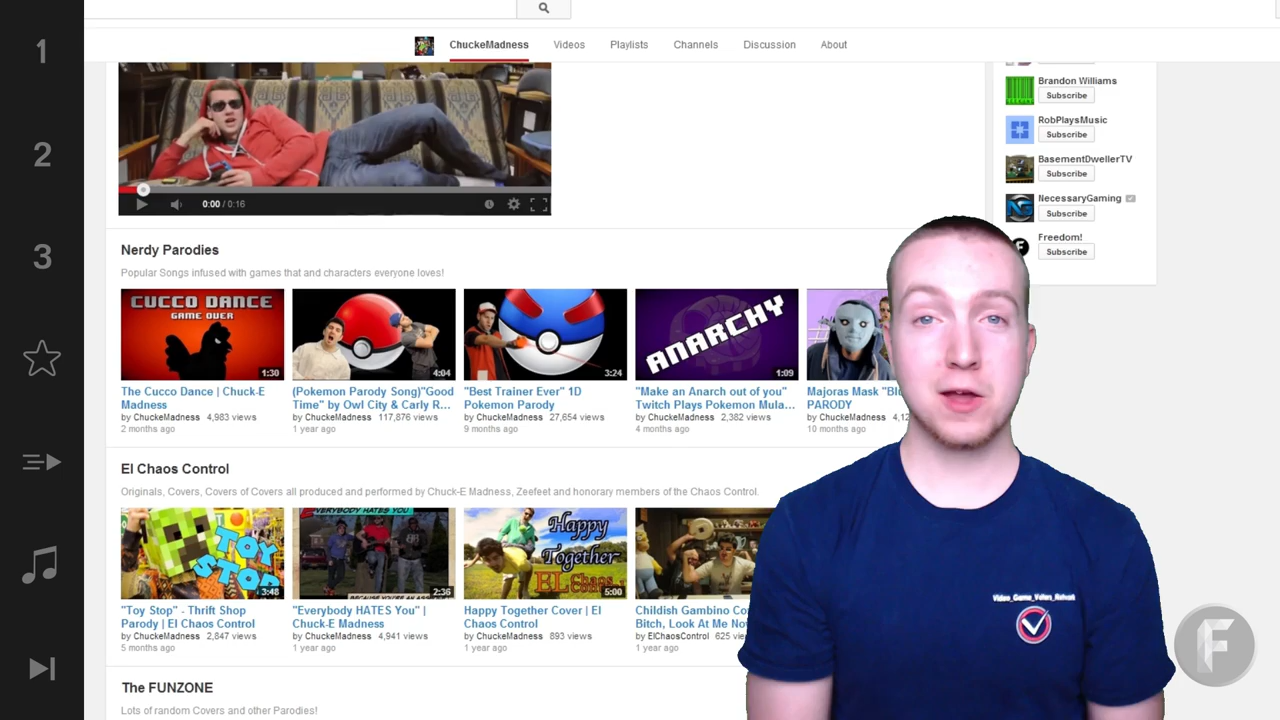 ChuckeMadness
Videos
Playlists
Channels
Discussion
About
1
2
3
0:00 / 0:16
Brandon Williams
Subscribe
RobPlaysMusic
Subscribe
BasementDwellerTV
Subscribe
NecessaryGaming
Subscribe
Freedom!
Subscribe
Nerdy Parodies
Popular Songs infused with games that and characters everyone loves!
CUCCO DANCE
GAME OVER
1:30
The Cucco Dance | Chuck-E
Madness
by ChuckeMadness 4,983 views
2 months ago
4:04
(Pokemon Parody Song)"Good
Time" by Owl City & Carly R...
by ChuckeMadness 117,876 views
1 year ago
3:24
"Best Trainer Ever" 1D
Pokemon Parody
by ChuckeMadness 27,654 views
9 months ago
ANARCHY
1:09
"Make an Anarch out of you"
Twitch Plays Pokemon Mula...
by ChuckeMadness 2,382 views
4 months ago
Majoras Mask
PARODY
by ChuckeMadness
10 months ago
El Chaos Control
Originals, Covers, Covers of Covers all produced and performed by Chuck-E Madness, Zeefeet and honorary members of the Chaos Control.
TOY
STOP
3:48
"Toy Stop" - Thrift Shop
Parody | El Chaos Control
by ChuckeMadness 2,847 views
5 months ago
EVERYBODY HATES YOU
BECAUSE YOU'RE AN
2:36
"Everybody HATES You" |
Chuck-E Madness
by ChuckeMadness 4,941 views
1 year ago
Happy
Together
EL Chaos
5:00
Happy Together Cover | El
Chaos Control
by ChuckeMadness 893 views
1 year ago
Childish Gambino
Bitch, Look At Me
by ElChaosControl 625
1 year ago
The FUNZONE
Lots of random Covers and other Parodies!
F